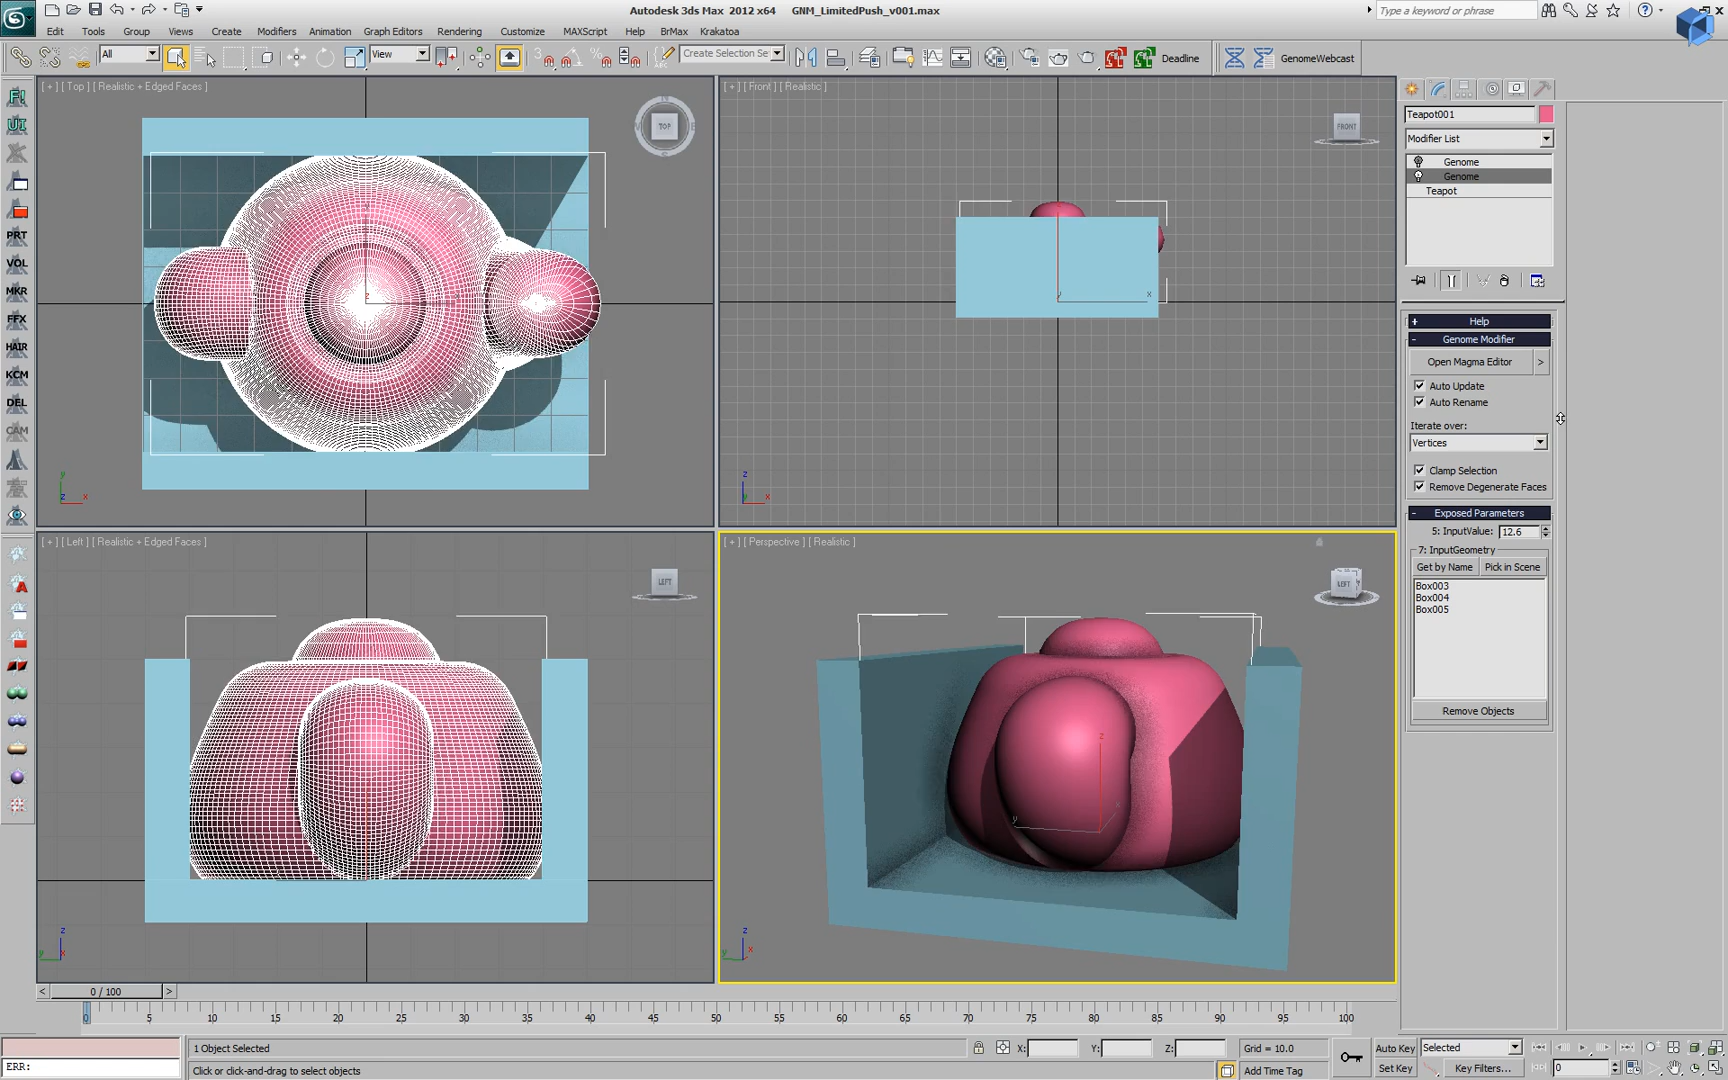 Autodesk 3ds Max 2012 x64 GNM_LimitedPush_v001.max
Type a keyword or phrase
Edit Tools Group Views Create Modifiers Animation Graph Editors Rendering Customize MAXScript Help BrMax Krakatoa
All View Create Selection Se Deadline GenomeWebcast
F!
UI
PRT
VOL
MKR
FFX
HAIR
KCM
DEL
CAM
[ + ] [ Top ] [ Realistic + Edged Faces ]
TOP
[ + ] [ Front ] [ Realistic ]
FRONT
[ + ] [ Left ] [ Realistic + Edged Faces ]
LEFT
[ + ] [ Perspective ] [ Realistic ]
LEFT
Teapot001
Modifier List
Genome
Genome
Teapot
+ Help
- Genome Modifier
Open Magma Editor >
Auto Update
Auto Rename
Iterate over:
Vertices
Clamp Selection
Remove Degenerate Faces
- Exposed Parameters
5: InputValue: 12.6
7: InputGeometry
Get by Name Pick in Scene
Box003
Box004
Box005
Remove Objects
< 0 / 100 >
0 5 10 15 20 25 30 35 40 45 50 55 60 65 70 75 80 85 90 95 100
1 Object Selected X: Y: Z: Grid = 10.0 Auto Key Selected
ERR: Click or click-and-drag to select objects Add Time Tag Set Key Key Filters... 0